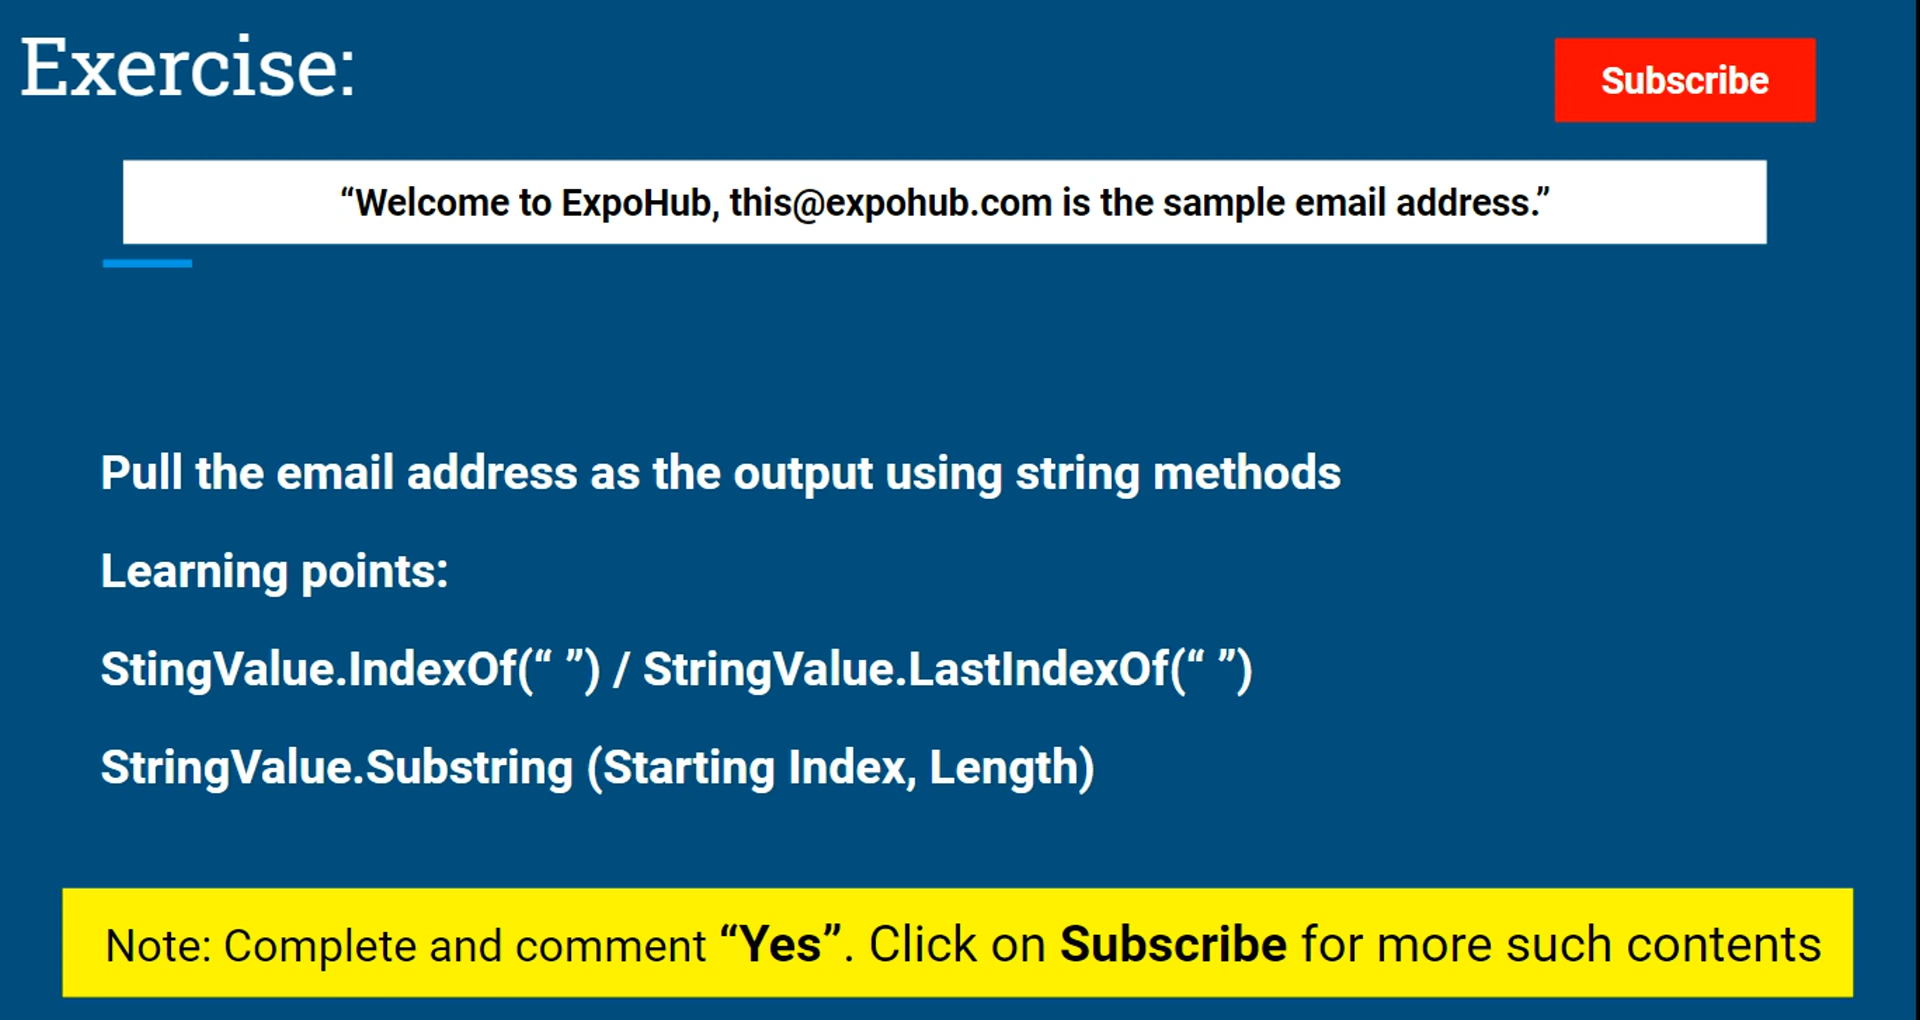 Exercise:
Subscribe
“Welcome to ExpoHub, this@expohub.com is the sample email address.”
Pull the email address as the output using string methods
Learning points:
StingValue.IndexOf(“ ”) / StringValue.LastIndexOf(“ ”)
StringValue.Substring (Starting Index, Length)
Note: Complete and comment “Yes”. Click on Subscribe for more such contents